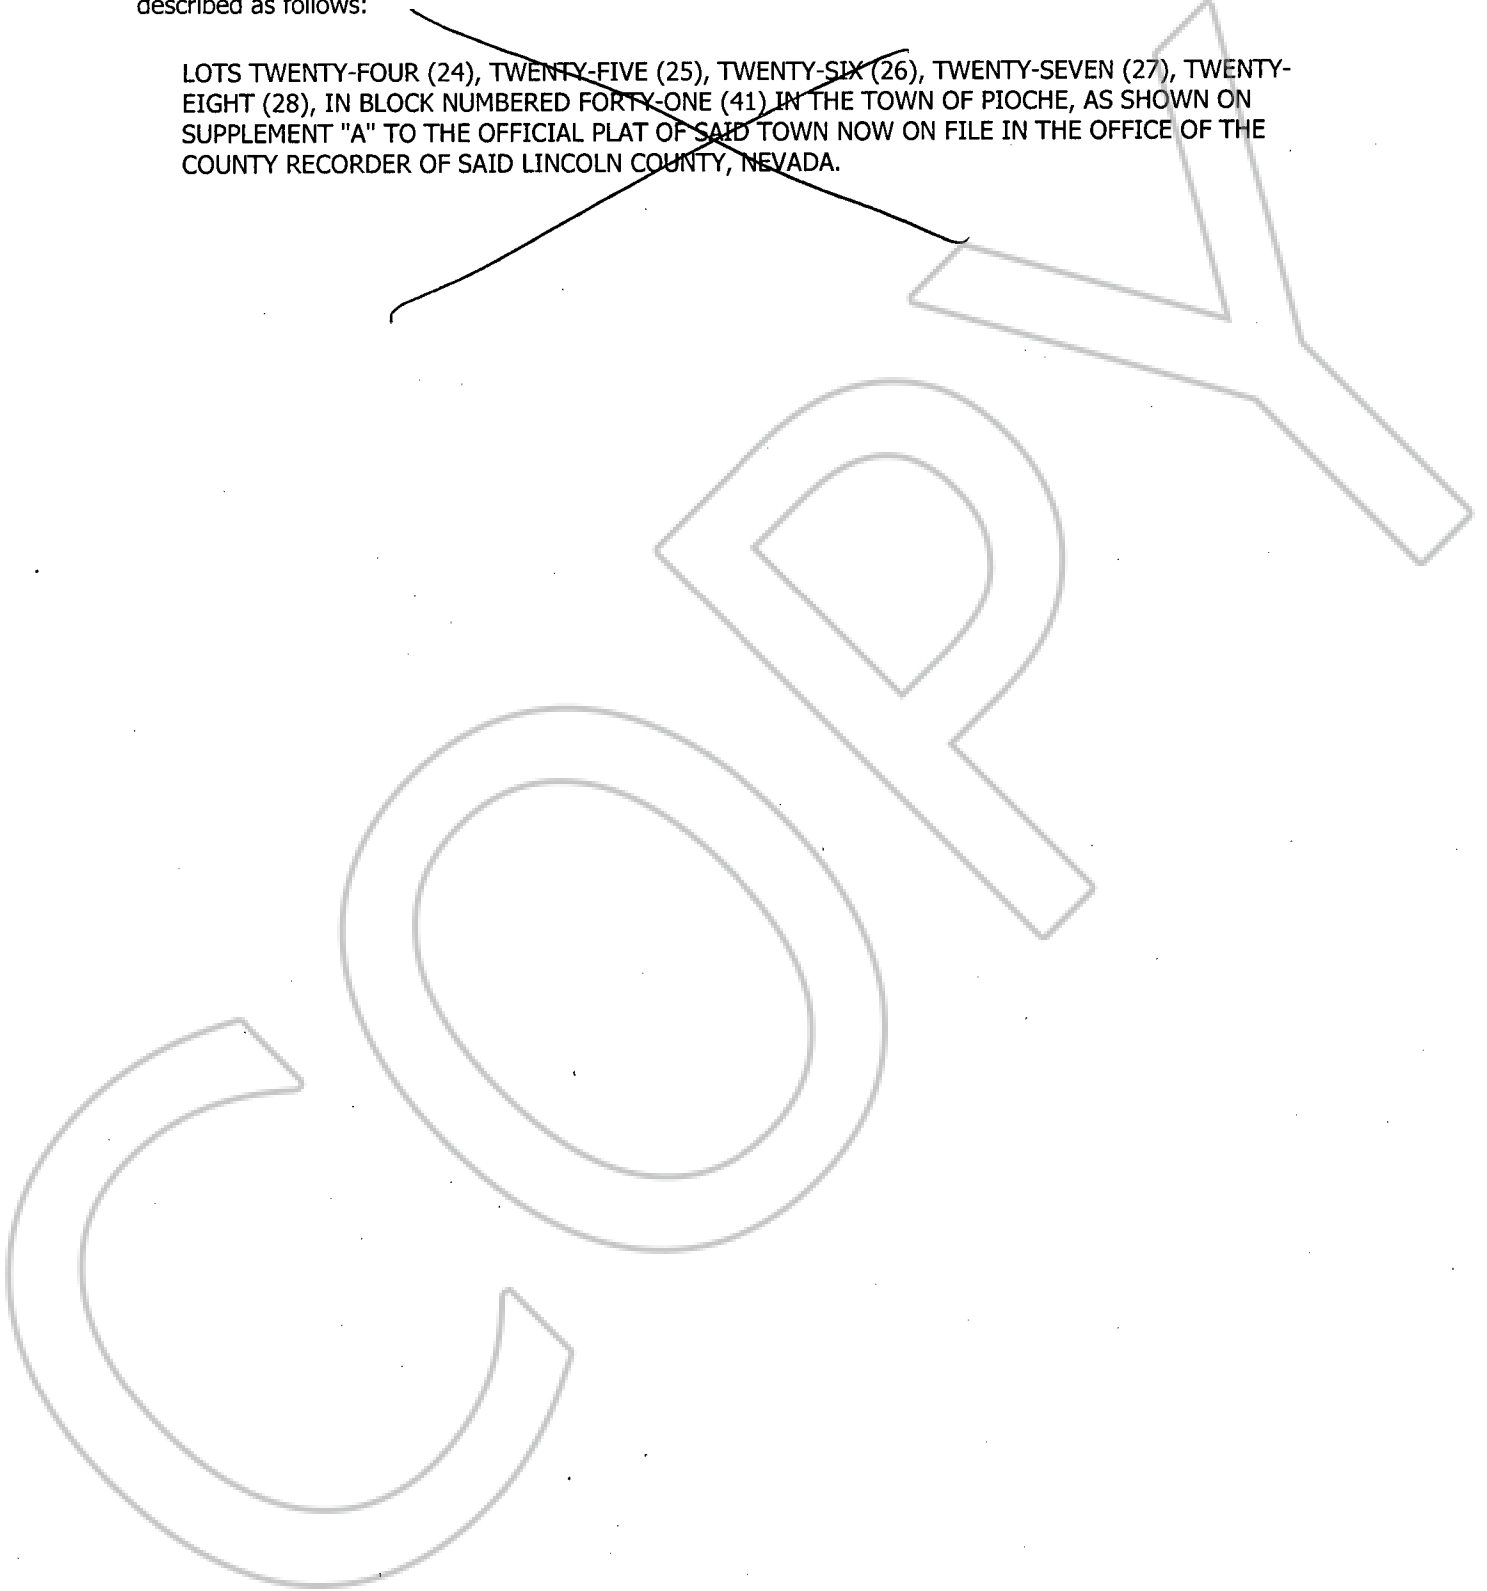 described as follows:
LOTS TWENTY-FOUR (24), TWENTY-FIVE (25), TWENTY-SIX (26), TWENTY-SEVEN (27), TWENTY-
EIGHT (28), IN BLOCK NUMBERED FORTY-ONE (41) IN THE TOWN OF PIOCHE, AS SHOWN ON
SUPPLEMENT "A" TO THE OFFICIAL PLAT OF SAID TOWN NOW ON FILE IN THE OFFICE OF THE
COUNTY RECORDER OF SAID LINCOLN COUNTY, NEVADA.
COPY